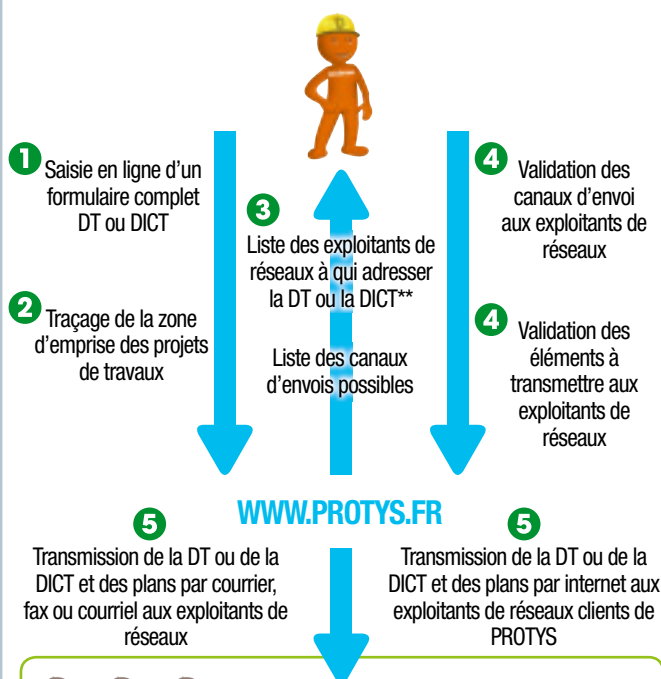 1
Saisie en ligne d'un
formulaire complet
DT ou DICT
2
Traçage de la zone
d'emprise des projets
de travaux
3
Liste des exploitants de
réseaux à qui adresser
la DT ou la DICT**
Liste des canaux
d'envois possibles
4
Validation des
canaux d'envoi
aux exploitants de
réseaux
4
Validation des
éléments à
transmettre aux
exploitants de
réseaux
WWW.PROTYS.FR
5
Transmission de la DT ou de la
DICT et des plans par courrier,
fax ou courriel aux exploitants de
réseaux
5
Transmission de la DT ou de la
DICT et des plans par internet aux
exploitants de réseaux clients de
PROTYS